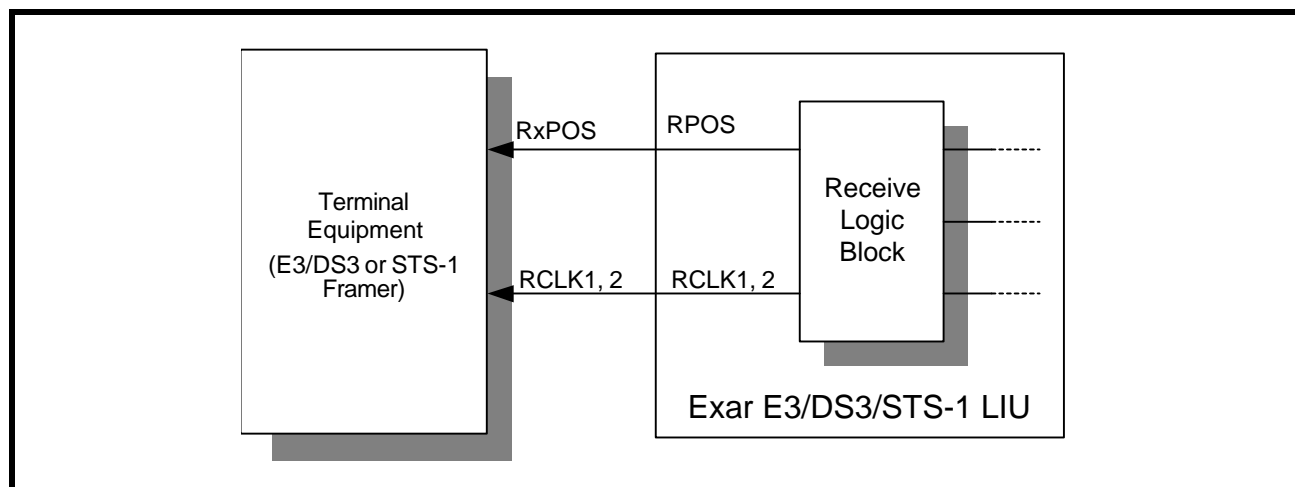 RxPOS
RPOS
Terminal
Equipment
(E3/DS3 or STS-1
Framer)
Receive
Logic
Block
RCLK1, 2
RCLK1, 2
Exar E3/DS3/STS-1 LIU